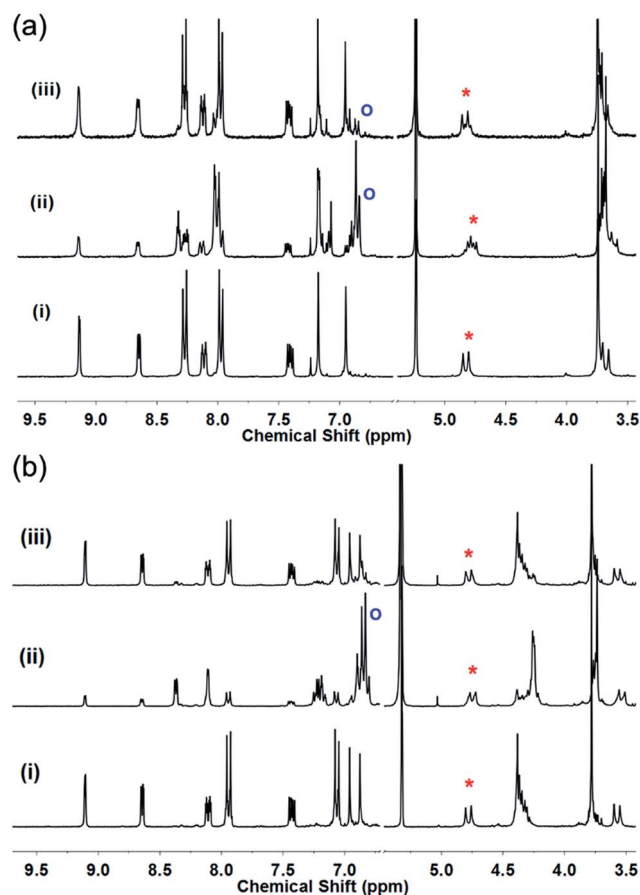 (a)
(iii)
O
*
(ii)
O
*
(i)
*
9.5 9.0 8.5 8.0 7.5 7.0 5.0 4.5 4.0 3.5
Chemical Shift (ppm)
(b)
(iii)
*
(ii)
O
*
(i)
*
9.5 9.0 8.5 8.0 7.5 7.0 5.0 4.5 4.0 3.5
Chemical Shift (ppm)